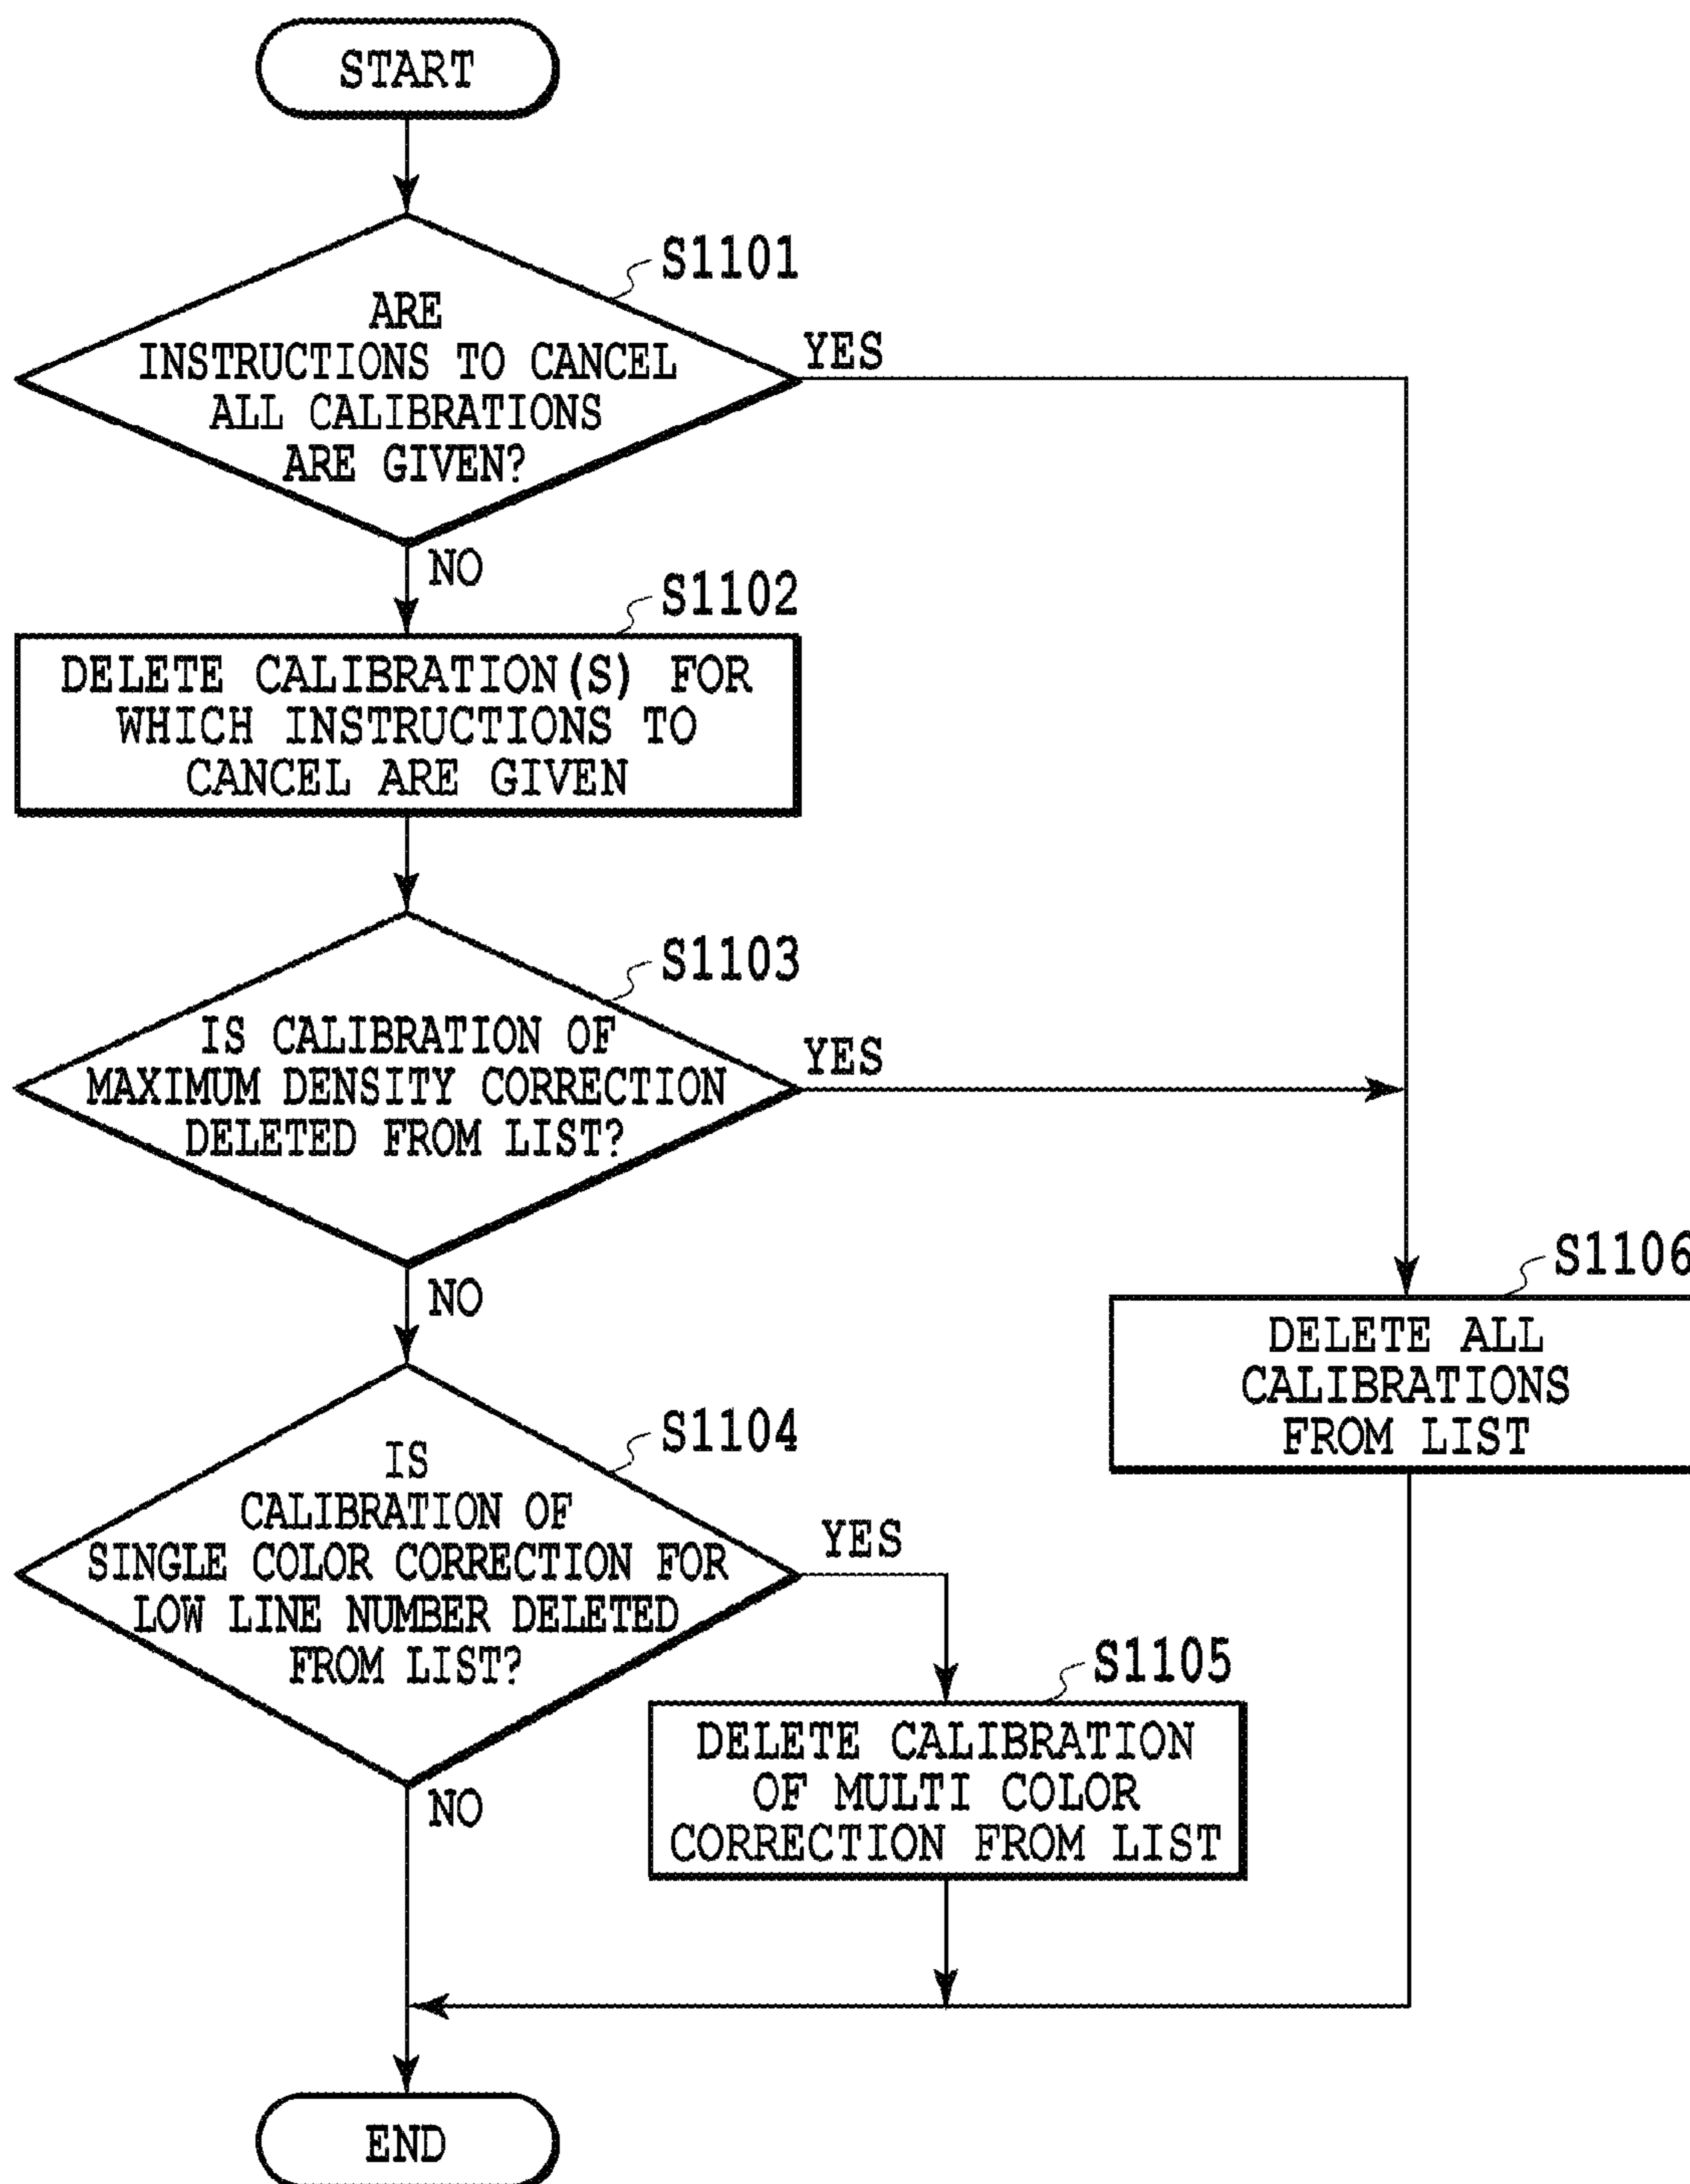 START
S1101
ARE
INSTRUCTIONS TO CANCEL
ALL CALIBRATIONS
ARE GIVEN?
YES
NO
S1102
DELETE CALIBRATION(S) FOR
WHICH INSTRUCTIONS TO
CANCEL ARE GIVEN
S1103
IS CALIBRATION OF
MAXIMUM DENSITY CORRECTION
DELETED FROM LIST?
YES
NO
S1106
DELETE ALL
CALIBRATIONS
FROM LIST
S1104
IS
CALIBRATION OF
SINGLE COLOR CORRECTION FOR
LOW LINE NUMBER DELETED
FROM LIST?
YES
NO
S1105
DELETE CALIBRATION
OF MULTI COLOR
CORRECTION FROM LIST
END